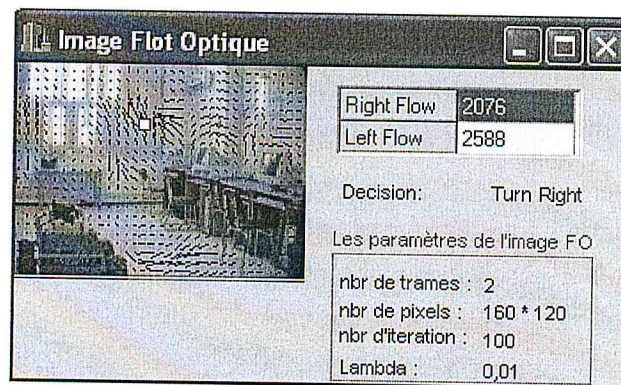 Image Flot Optique
Right Flow 2076
Left Flow 2588
Decision: Turn Right
Les paramètres de l'image FO
nbr de trames : 2
nbr de pixels : 160 * 120
nbr d'iteration : 100
Lambda : 0,01